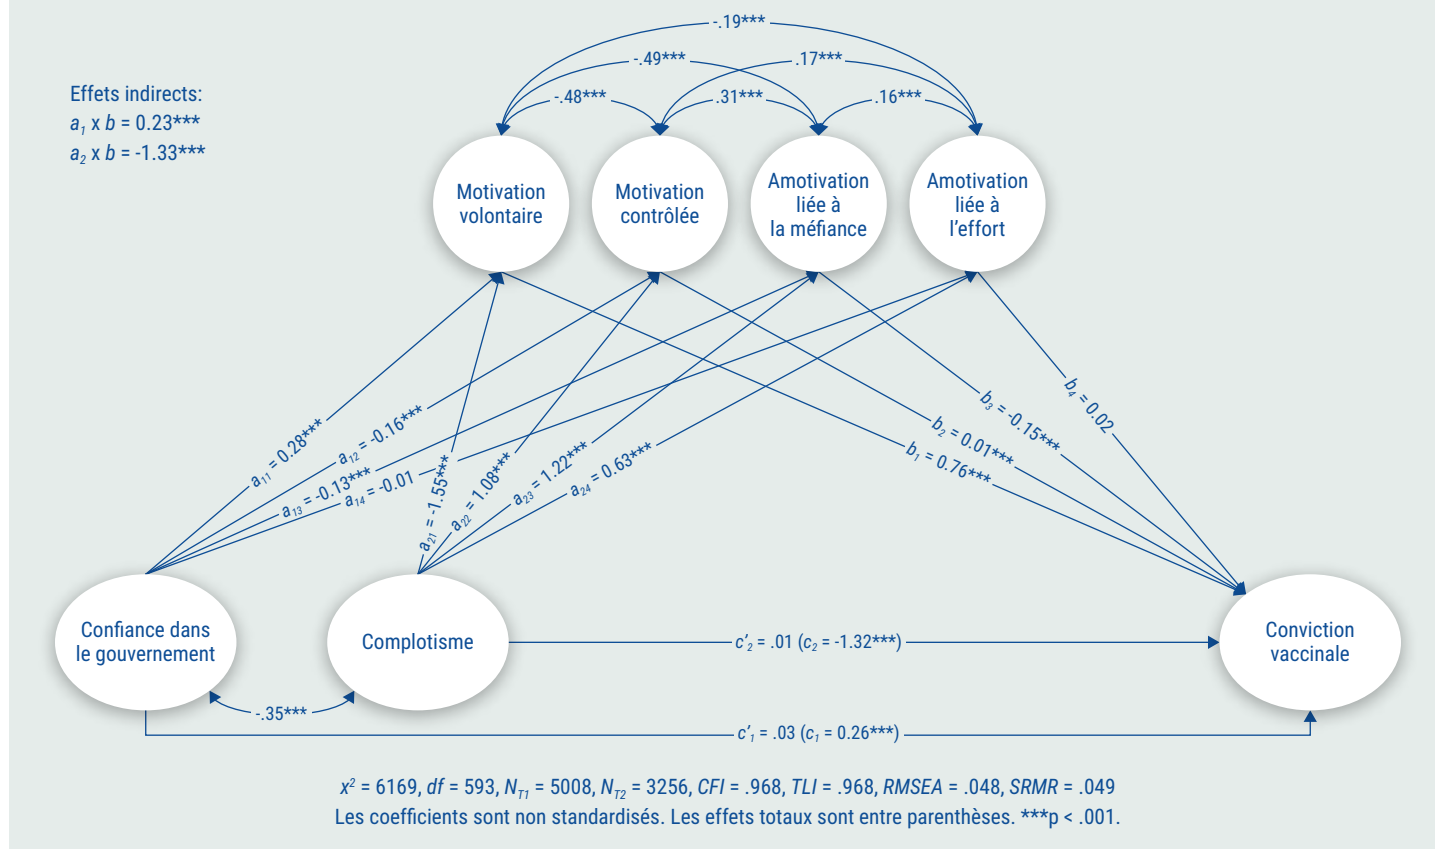 -.19***
-.49***
.17***
-.48***
.31***
.16***
Effets indirects:
a₁ x b = 0.23***
a₂ x b = -1.33***
Motivation
volontaire
Motivation
contrôlée
Amotivation
liée à
la méfiance
Amotivation
liée à
l’effort
a₁₁ = 0.28***
a₁₂ = -0.16***
a₁₃ = -0.13***
a₁₄ = -0.01
a₂₁ = -1.55***
a₂₂ = 1.08***
a₂₃ = 1.22***
a₂₄ = 0.63***
b₁ = 0.76***
b₂ = 0.01***
b₃ = -0.15***
b₄ = 0.02
Confiance dans
le gouvernement
Complotisme
Conviction
vaccinale
c’₂ = .01 (c₂ = -1.32***)
-.35***
c’₁ = .03 (c₁ = 0.26***)
x² = 6169, df = 593, N_T1 = 5008, N_T2 = 3256, CFI = .968, TLI = .968, RMSEA = .048, SRMR = .049
Les coefficients sont non standardisés. Les effets totaux sont entre parenthèses. ***p < .001.